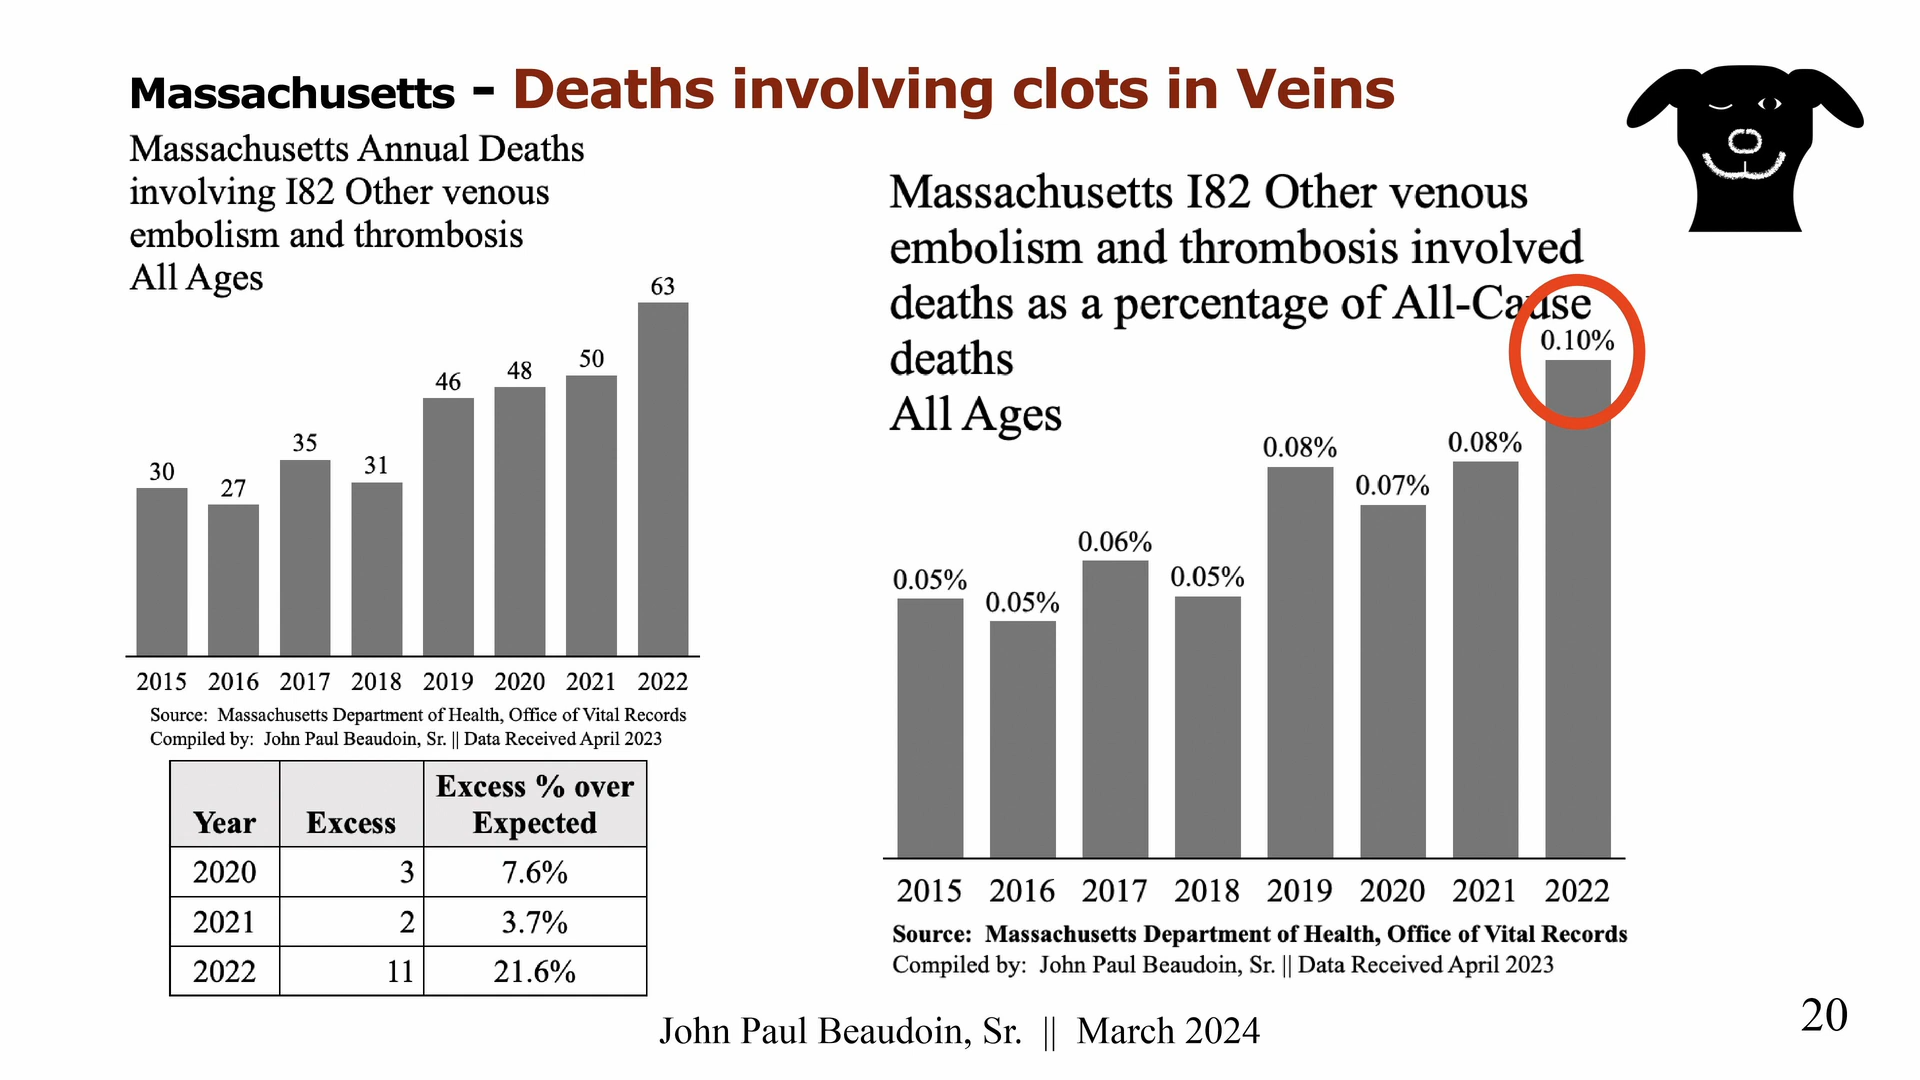 Massachusetts - Deaths involving clots in Veins
Massachusetts Annual Deaths
involving I82 Other venous
embolism and thrombosis
All Ages
30
27
35
31
46
48
50
63
2015 2016 2017 2018 2019 2020 2021 2022
Source: Massachusetts Department of Health, Office of Vital Records
Compiled by: John Paul Beaudoin, Sr. || Data Received April 2023
Year Excess Excess % over Expected
2020 3 7.6%
2021 2 3.7%
2022 11 21.6%
Massachusetts I82 Other venous
embolism and thrombosis involved
deaths as a percentage of All-Cause
deaths
All Ages
0.05%
0.05%
0.06%
0.05%
0.08%
0.07%
0.08%
0.10%
2015 2016 2017 2018 2019 2020 2021 2022
Source: Massachusetts Department of Health, Office of Vital Records
Compiled by: John Paul Beaudoin, Sr. || Data Received April 2023
John Paul Beaudoin, Sr. || March 2024
20